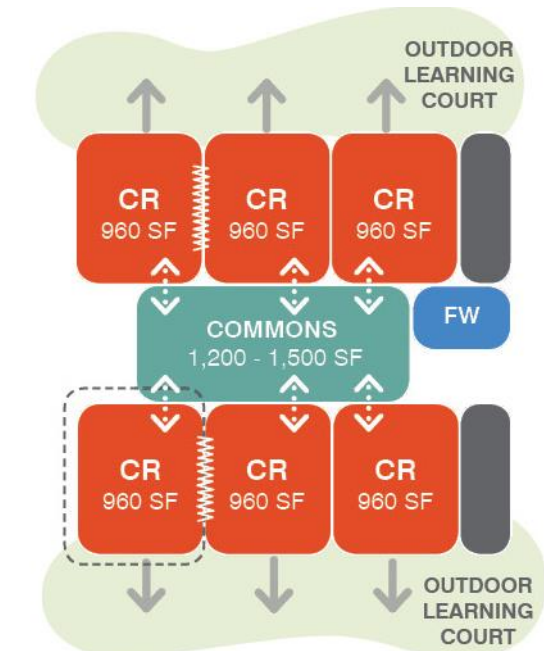 OUTDOOR
LEARNING
COURT
CR
960 SF
CR
960 SF
CR
960 SF
FW
COMMONS
1,200 - 1,500 SF
CR
960 SF
CR
960 SF
CR
960 SF
OUTDOOR
LEARNING
COURT